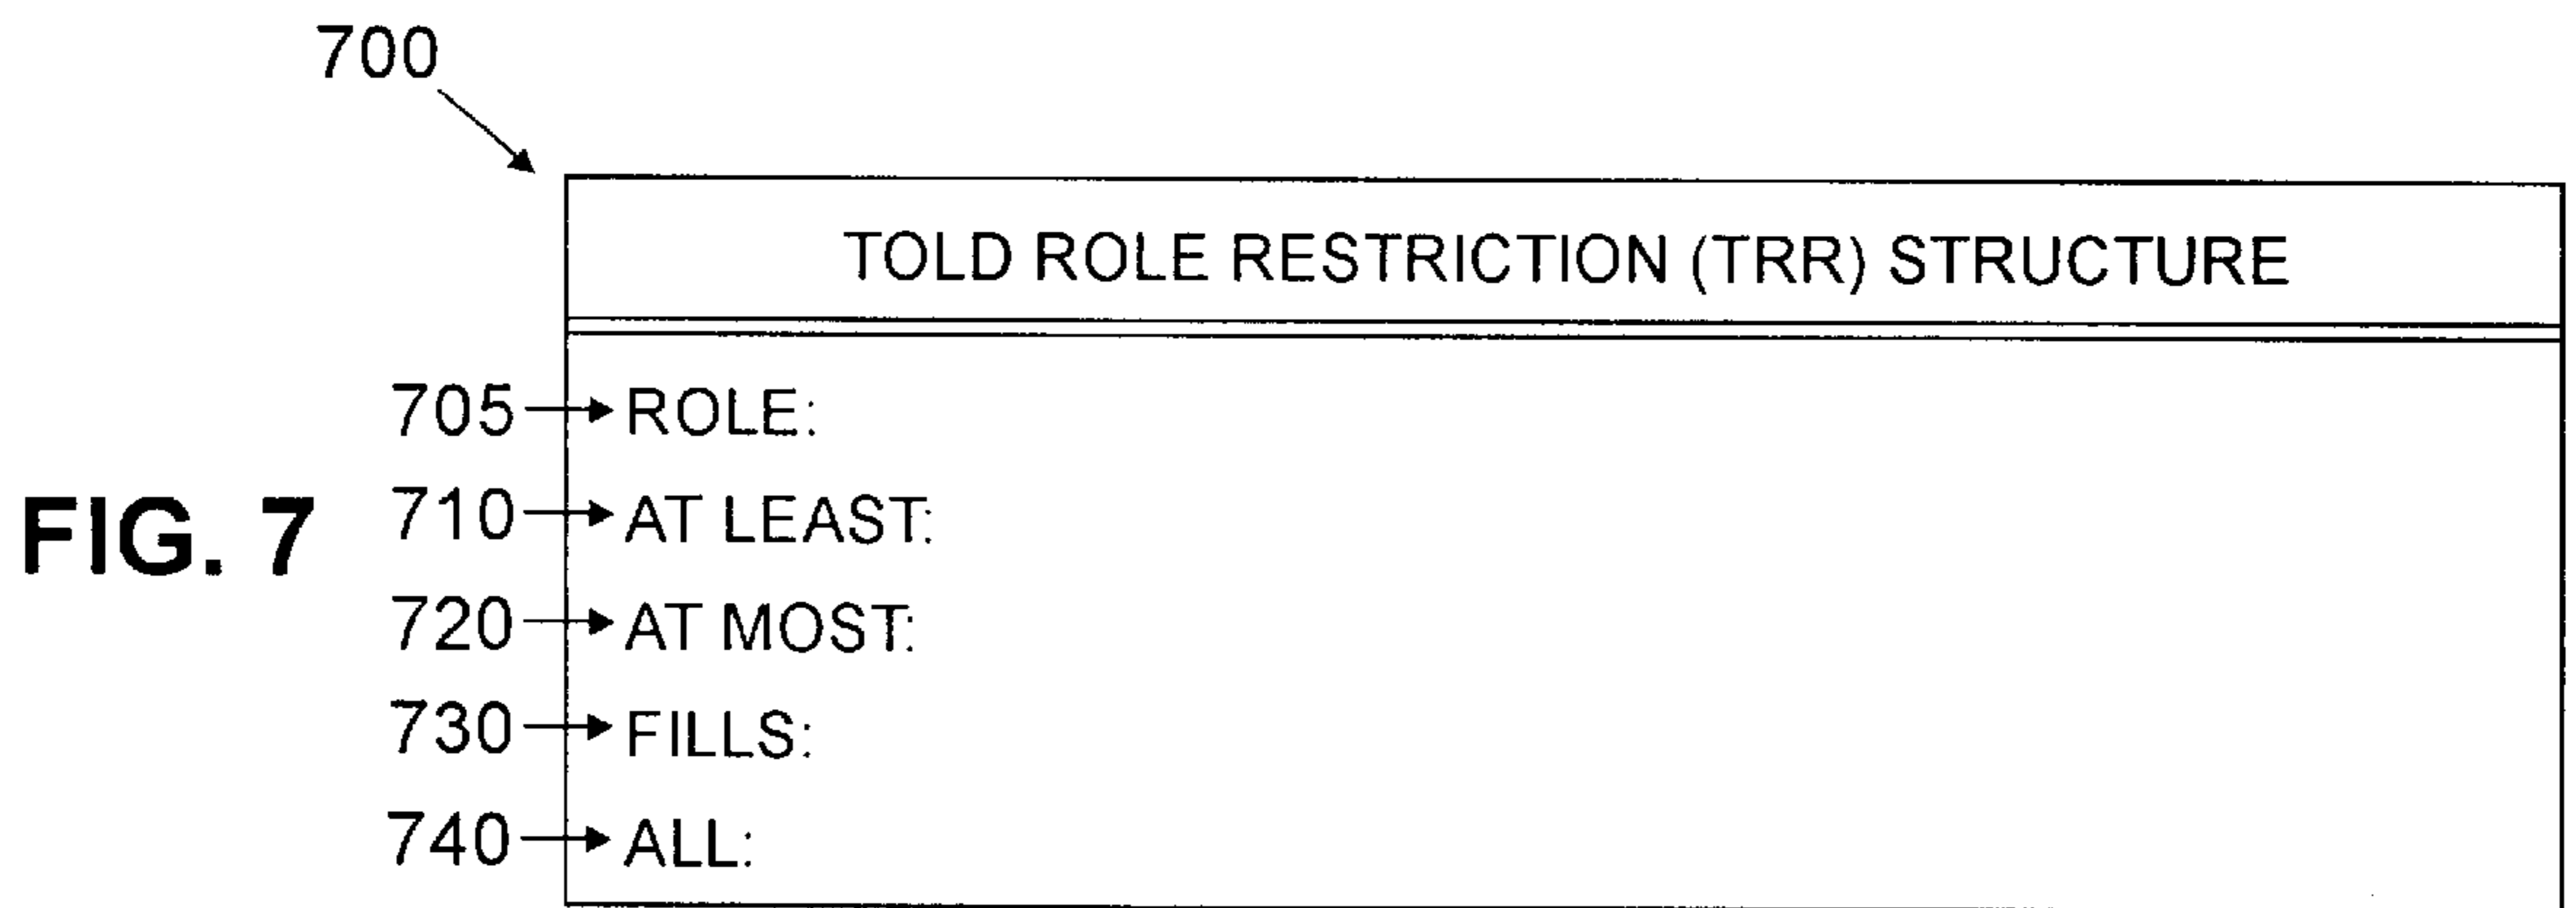 700
TOLD ROLE RESTRICTION (TRR) STRUCTURE
705 ROLE:
710 AT LEAST:
FIG. 7
720 AT MOST:
730 FILLS:
740 ALL: